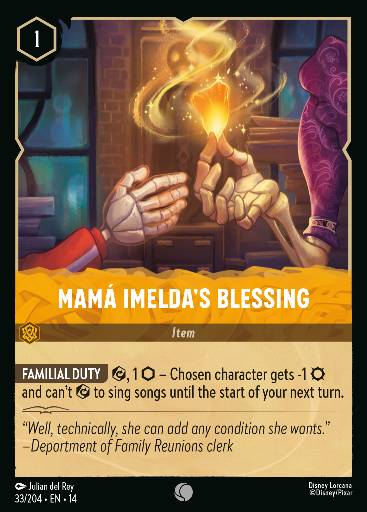 1
MAMÁ IMELDA'S BLESSING
Item
FAMILIAL DUTY , 1 – Chosen character gets -1
and can't to sing songs until the start of your next turn.
“Well, technically, she can add any condition she wants.”
—Department of Family Reunions clerk
Julian del Rey
Disney Lorcana
33/204 • EN • 14
©Disney/Pixar